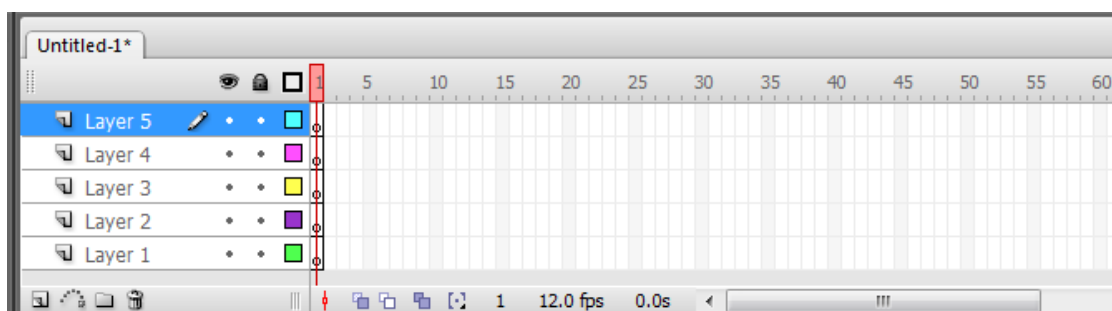 Untitled-1*
1 5 10 15 20 25 30 35 40 45 50 55 60
Layer 5
Layer 4
Layer 3
Layer 2
Layer 1
1 12.0 fps 0.0s